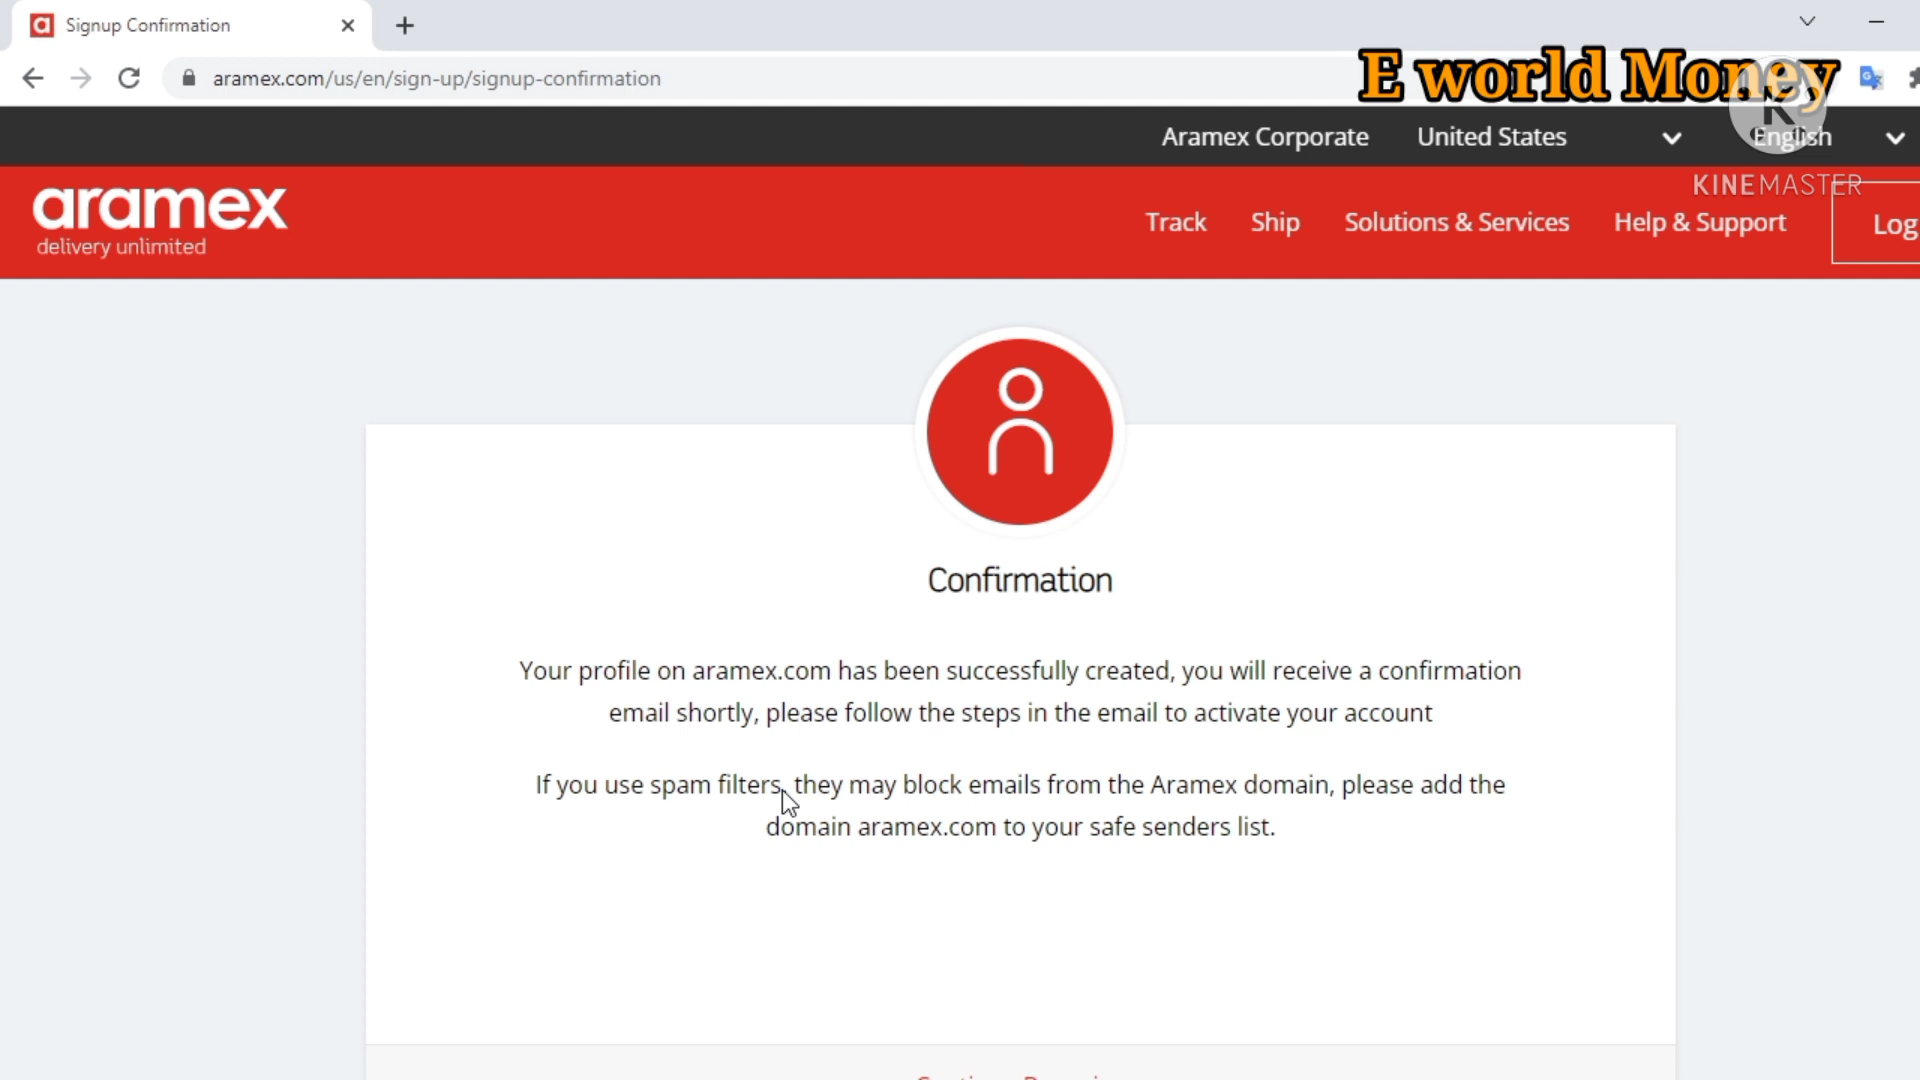 Signup Confirmation
aramex.com/us/en/sign-up/signup-confirmation
E world Money
Aramex Corporate United States English
KINEMASTER
aramex
delivery unlimited
Track Ship Solutions & Services Help & Support Log
Confirmation
Your profile on aramex.com has been successfully created, you will receive a confirmation
email shortly, please follow the steps in the email to activate your account
If you use spam filters, they may block emails from the Aramex domain, please add the
domain aramex.com to your safe senders list.